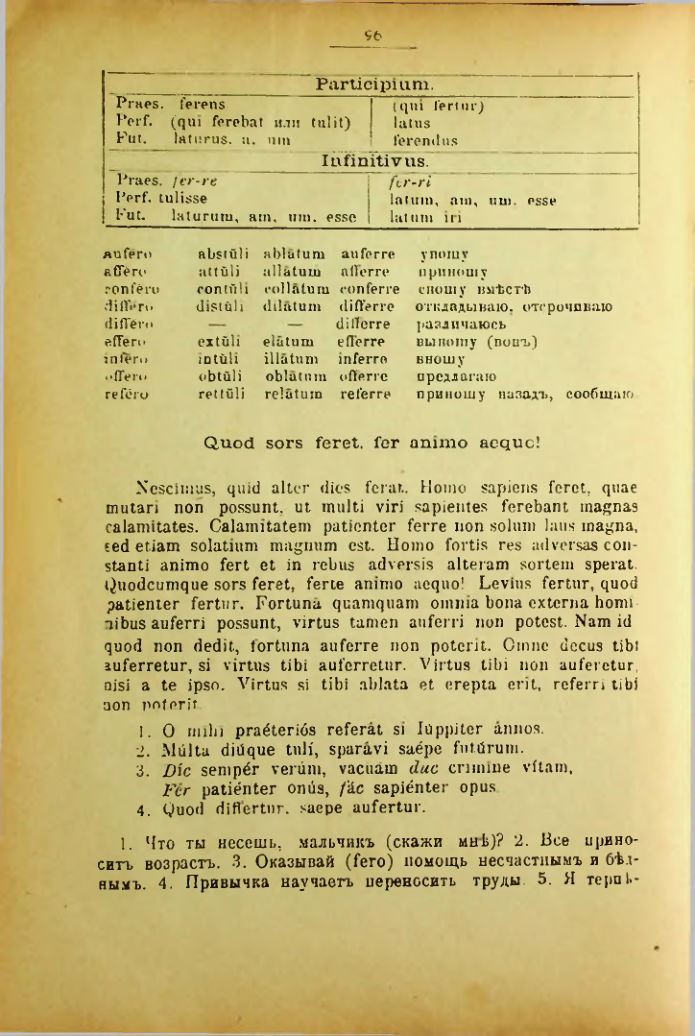 96
Participium.
Praes. ferens (qui fertur)
Perf. (qui ferebat или tulit) latus
Fut. laturus. a. um ferendus
Infinitivus.
Praes. fer-re fer-ri
Perf. tulisse latum, am, um. esse
Fut. laturum, am, um. esse latum iri
aufero abstŭli ablātum auferre уношу
affero attŭli allātum afferre приношу
confero contŭli collātum conferre сношу вмѣстѣ
differo distŭli dilātum differre откладываю, отсрочиваю
differo — — differre различаюсь
effero extŭli elātum efferre выношу (вонъ)
infero intŭli illātum inferre вношу
offero obtŭli oblātum offerre предлагаю
refero rettŭli relātum referre приношу назадъ, сообщаю
Quod sors feret, fer animo aequo!
Nescimus, quid alter dies ferat. Homo sapiens feret, quae
mutari non possunt, ut multi viri sapientes ferebant magnas
calamitates. Calamitatem patienter ferre non solum laus magna,
sed etiam solatium magnum est. Homo fortis res adversas con-
stanti animo fert et in rebus adversis alteram sortem sperat.
Quodcumque sors feret, ferte animo aequo! Levius fertur, quod
patienter fertur. Fortuna quamquam omnia bona externa homi-
nibus auferri possunt, virtus tamen auferri non potest. Nam id
quod non dedit, fortuna auferre non poterit. Omne decus tibi
auferretur, si virtus tibi auferretur. Virtus tibi non auferetur,
nisi a te ipso. Virtus si tibi ablata et erepta erit, referri tibi
non poterit
1. O mihi praéteriós referát si Iúppiter ánnos.
2. Múlta diúque tulí, sparávi saépe futúrum.
3. Díc sempér verúm, vacuám duc crimine vítam,
Fér patiénter onús, fác sapiénter opus
4. Quod differtur, saepe aufertur.
1. Что ты несешь, мальчикъ (скажи мнѣ)? 2. Все прино-
ситъ возрастъ. 3. Оказывай (fero) помощь несчастнымъ и бѣд-
нымъ. 4. Привычка научаетъ переносить труды 5. Я терпѣ-